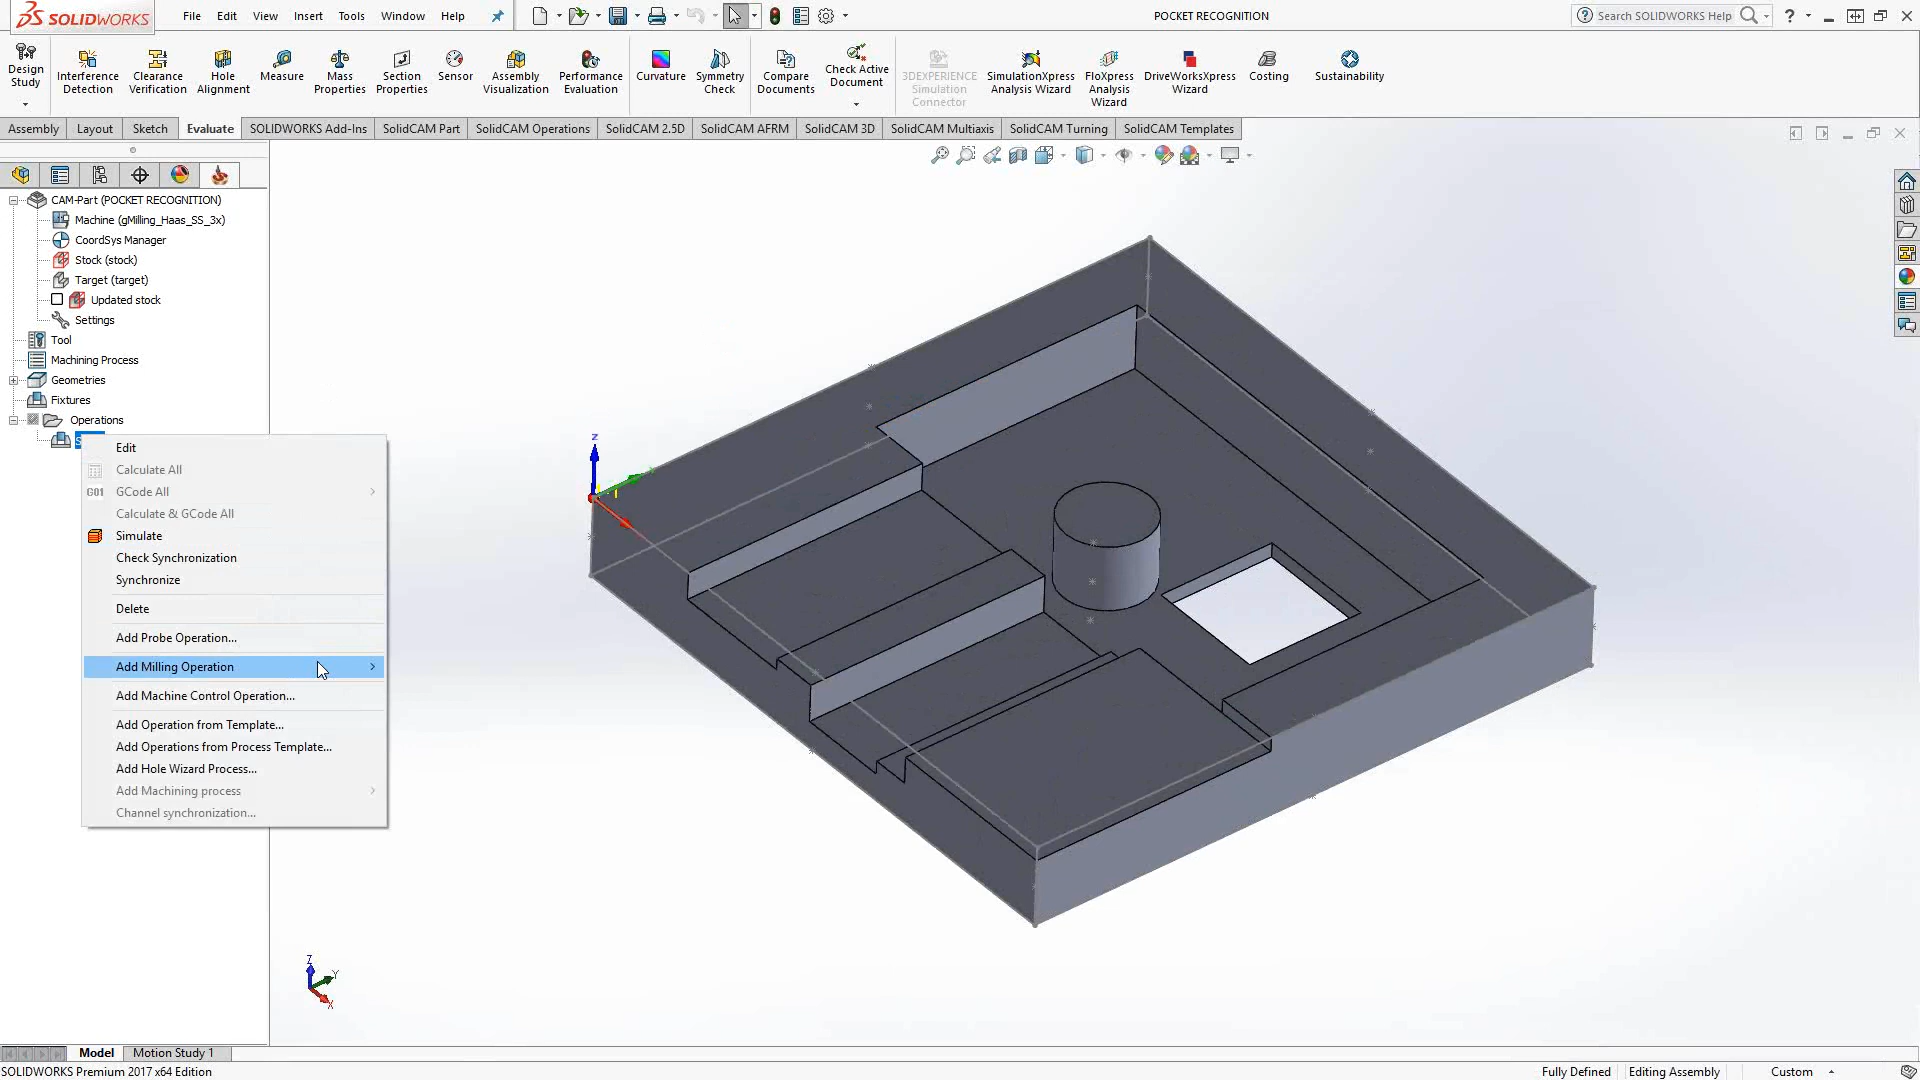 SOLIDWORKS
File Edit View Insert Tools Window Help
POCKET RECOGNITION
Search SOLIDWORKS Help
Design Study
Interference Detection
Clearance Verification
Hole Alignment
Measure
Mass Properties
Section Properties
Sensor
Assembly Visualization
Performance Evaluation
Curvature
Symmetry Check
Compare Documents
Check Active Document
3DEXPERIENCE Simulation Connector
SimulationXpress Analysis Wizard
FloXpress Analysis Wizard
DriveWorksXpress Wizard
Costing
Sustainability
Assembly Layout Sketch Evaluate SOLIDWORKS Add-Ins SolidCAM Part SolidCAM Operations SolidCAM 2.5D SolidCAM AFRM SolidCAM 3D SolidCAM Multiaxis SolidCAM Turning SolidCAM Templates
CAM-Part (POCKET RECOGNITION)
Machine (gMilling_Haas_SS_3x)
CoordSys Manager
Stock (stock)
Target (target)
Updated stock
Settings
Tool
Machining Process
Geometries
Fixtures
Operations
Edit
Calculate All
G01 GCode All
Calculate & GCode All
Simulate
Check Synchronization
Synchronize
Delete
Add Probe Operation...
Add Milling Operation
Add Machine Control Operation...
Add Operation from Template...
Add Operations from Process Template...
Add Hole Wizard Process...
Add Machining process
Channel synchronization...
Z
Z
Y
X
Model Motion Study 1
SOLIDWORKS Premium 2017 x64 Edition
Fully Defined Editing Assembly Custom